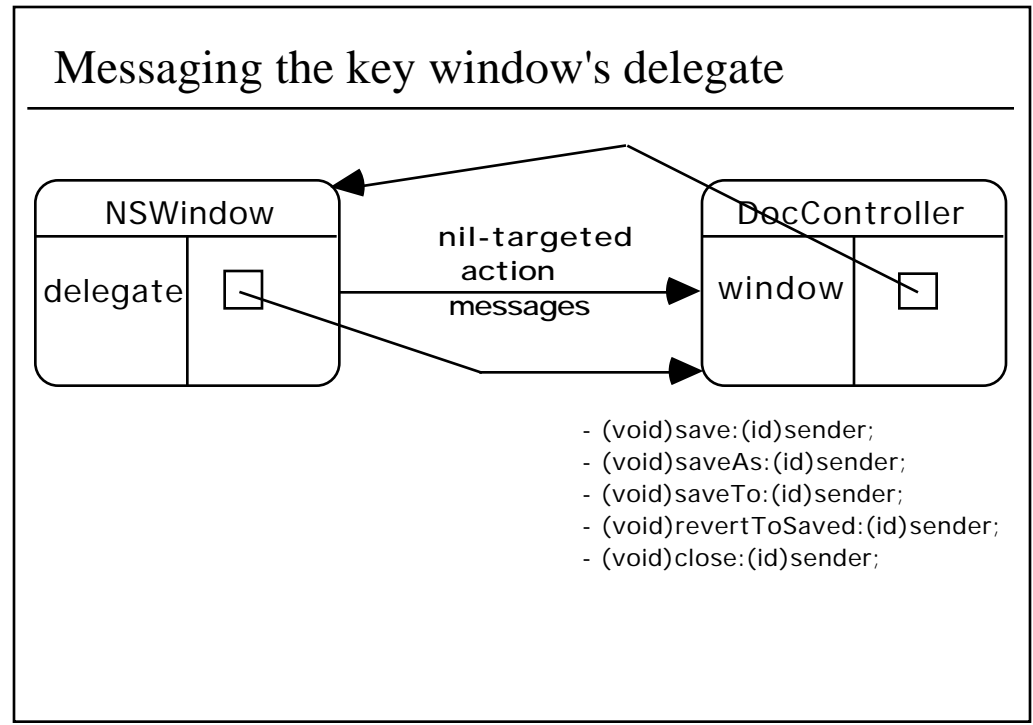 Messaging the key window's delegate
NSWindow
DocController
nil-targeted
action
messages
delegate
window
- (void)save:(id)sender;
- (void)saveAs:(id)sender;
- (void)saveTo:(id)sender;
- (void)revertToSaved:(id)sender;
- (void)close:(id)sender;